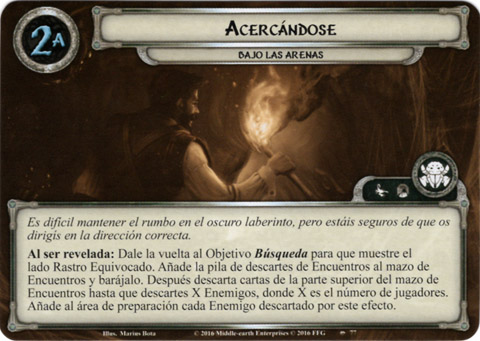 2A
ACERCÁNDOSE
BAJO LAS ARENAS
Es difícil mantener el rumbo en el oscuro laberinto, pero estáis seguros de que os
dirigís en la dirección correcta.
Al ser revelada: Dale la vuelta al Objetivo Búsqueda para que muestre el
lado Rastro Equivocado. Añade la pila de descartes de Encuentros al mazo de
Encuentros y barájalo. Después descarta cartas de la parte superior del mazo de
Encuentros hasta que descartes X Enemigos, donde X es el número de jugadores.
Añade al área de preparación cada Enemigo descartado por este efecto.
Illus. Marius Bota © 2016 Middle-earth Enterprises © 2016 FFG 77